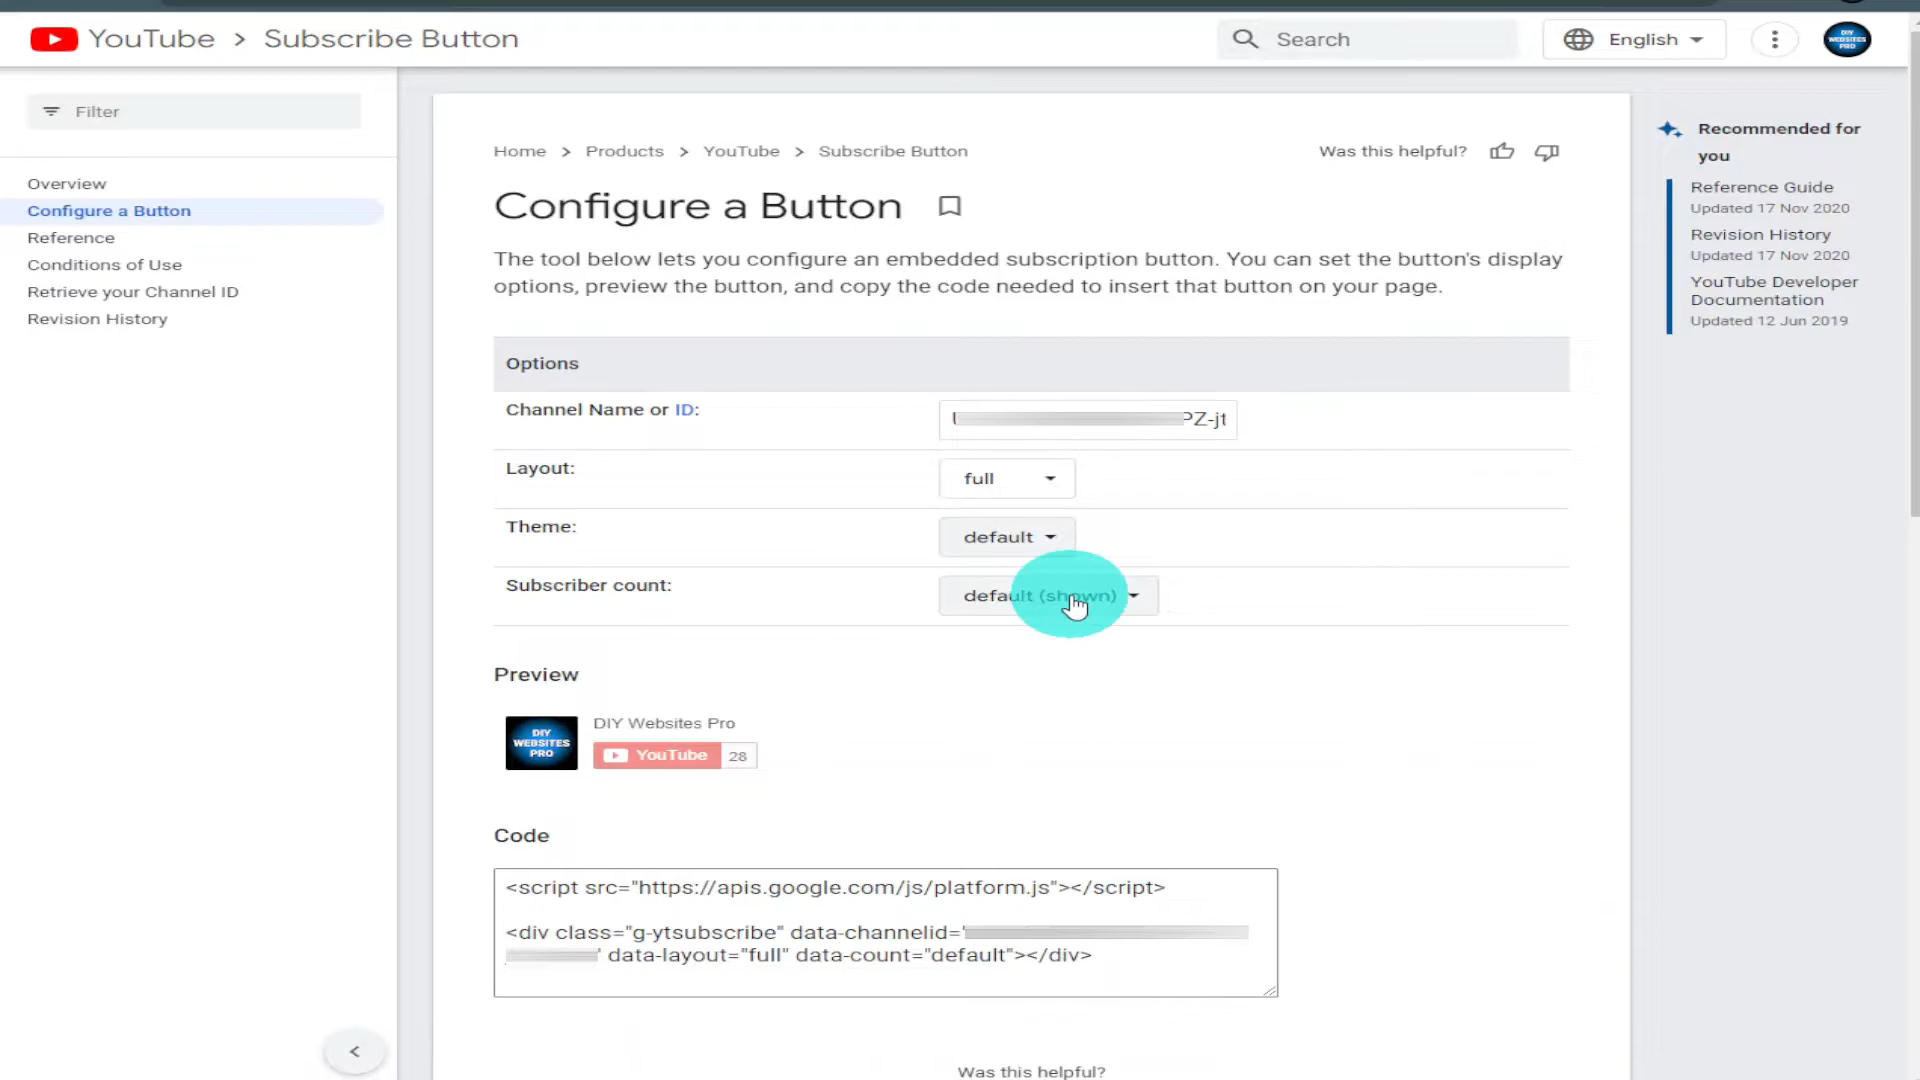 YouTube > Subscribe Button
Search
English
DIY WEBSITES PRO
Filter
Overview
Configure a Button
Reference
Conditions of Use
Retrieve your Channel ID
Revision History
Home > Products > YouTube > Subscribe Button
Was this helpful?
Configure a Button
The tool below lets you configure an embedded subscription button. You can set the button's display
options, preview the button, and copy the code needed to insert that button on your page.
Options
Channel Name or ID:
PZ-jt
Layout:
full
Theme:
default
Subscriber count:
default (shown)
Preview
DIY
WEBSITES
PRO
DIY Websites Pro
YouTube 28
Code
<script src="https://apis.google.com/js/platform.js"></script>
<div class="g-ytsubscribe" data-channelid="
" data-layout="full" data-count="default"></div>
Was this helpful?
Recommended for
you
Reference Guide
Updated 17 Nov 2020
Revision History
Updated 17 Nov 2020
YouTube Developer
Documentation
Updated 12 Jun 2019